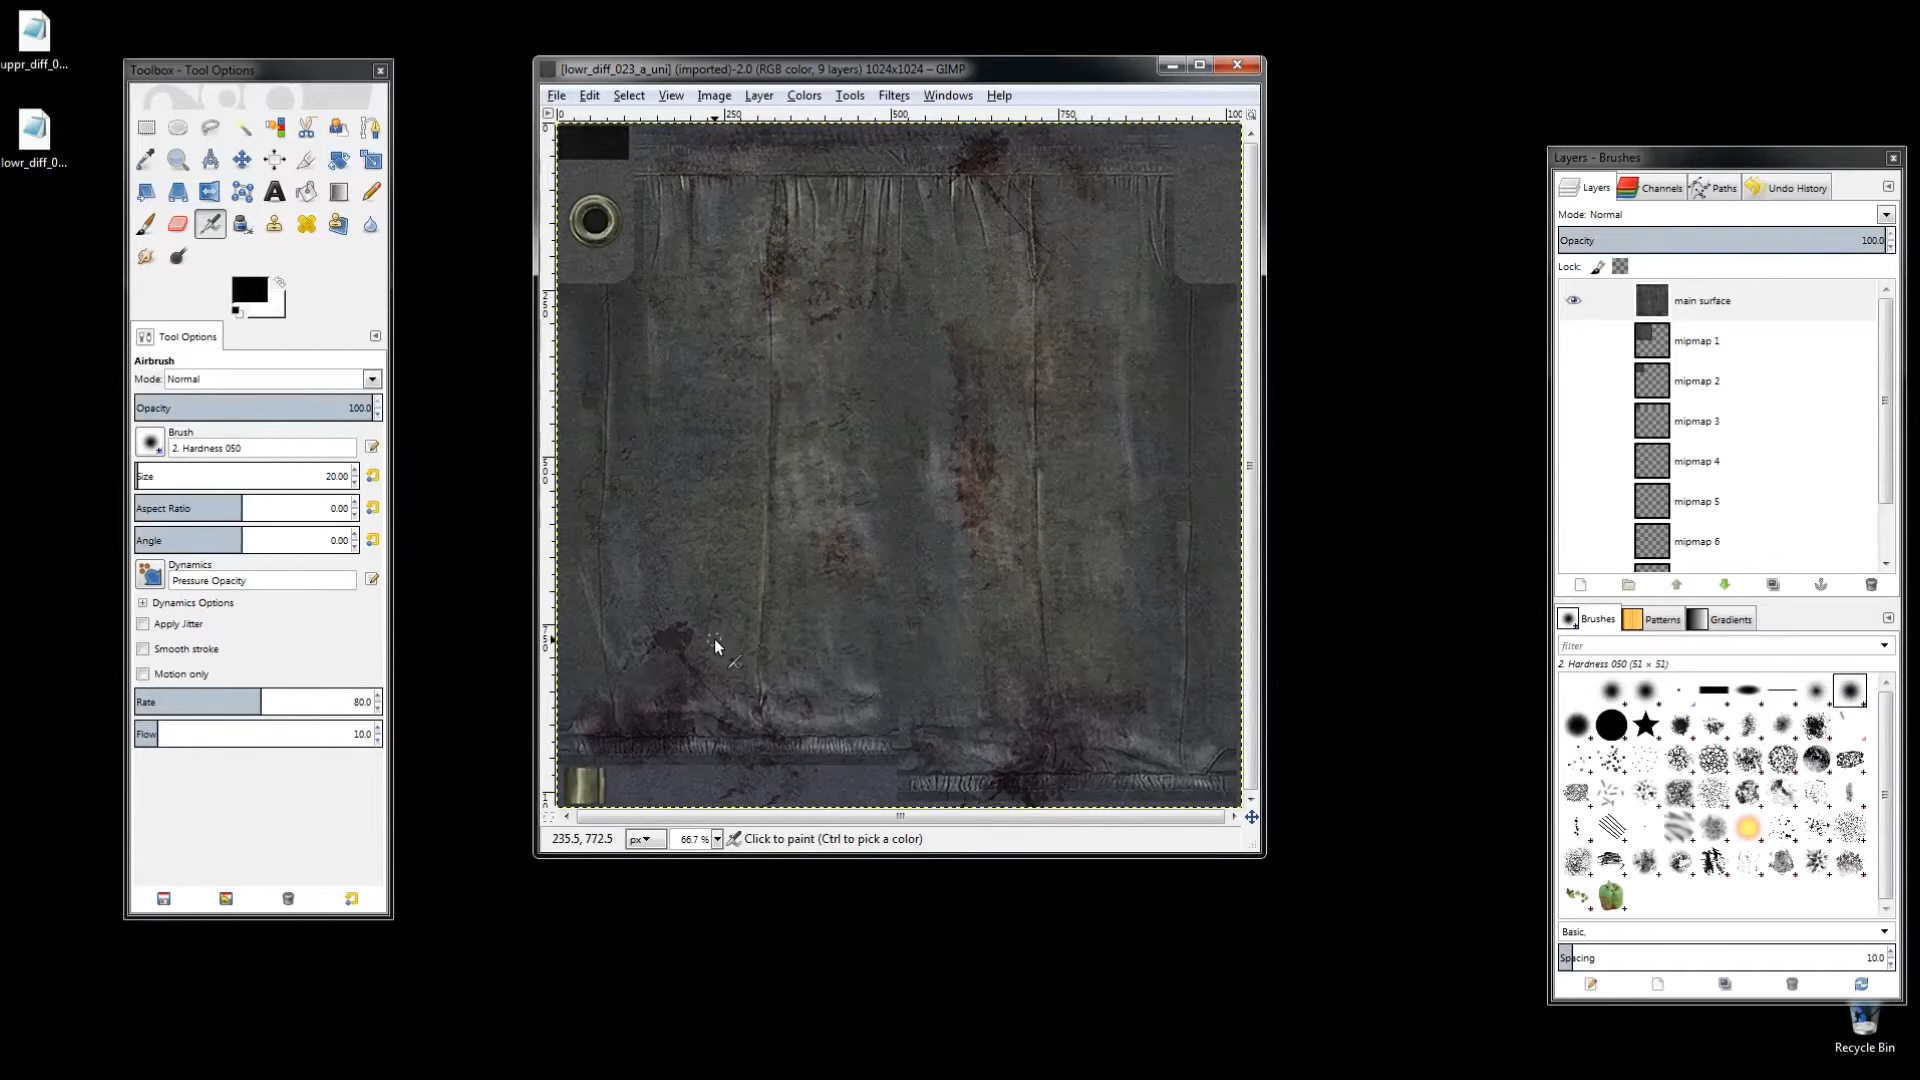 uppr_diff_0...
lowr_diff_0...
Toolbox - Tool Options
Tool Options
Airbrush
Mode: Normal
Opacity 100.0
Brush
2. Hardness 050
Size 20.00
Aspect Ratio 0.00
Angle 0.00
Dynamics
Pressure Opacity
Dynamics Options
Apply Jitter
Smooth stroke
Motion only
Rate 80.0
Flow 10.0
[lowr_diff_023_a_uni] (imported)-2.0 (RGB color, 9 layers) 1024x1024 – GIMP
File Edit Select View Image Layer Colors Tools Filters Windows Help
0 250 500 750 100
0
250
500
750
235.5, 772.5 px 66.7 % Click to paint (Ctrl to pick a color)
Layers - Brushes
Layers Channels Paths Undo History
Mode: Normal
Opacity 100.0
Lock:
main surface
mipmap 1
mipmap 2
mipmap 3
mipmap 4
mipmap 5
mipmap 6
Brushes Patterns Gradients
filter
2. Hardness 050 (51 × 51)
Basic,
Spacing 10.0
Recycle Bin